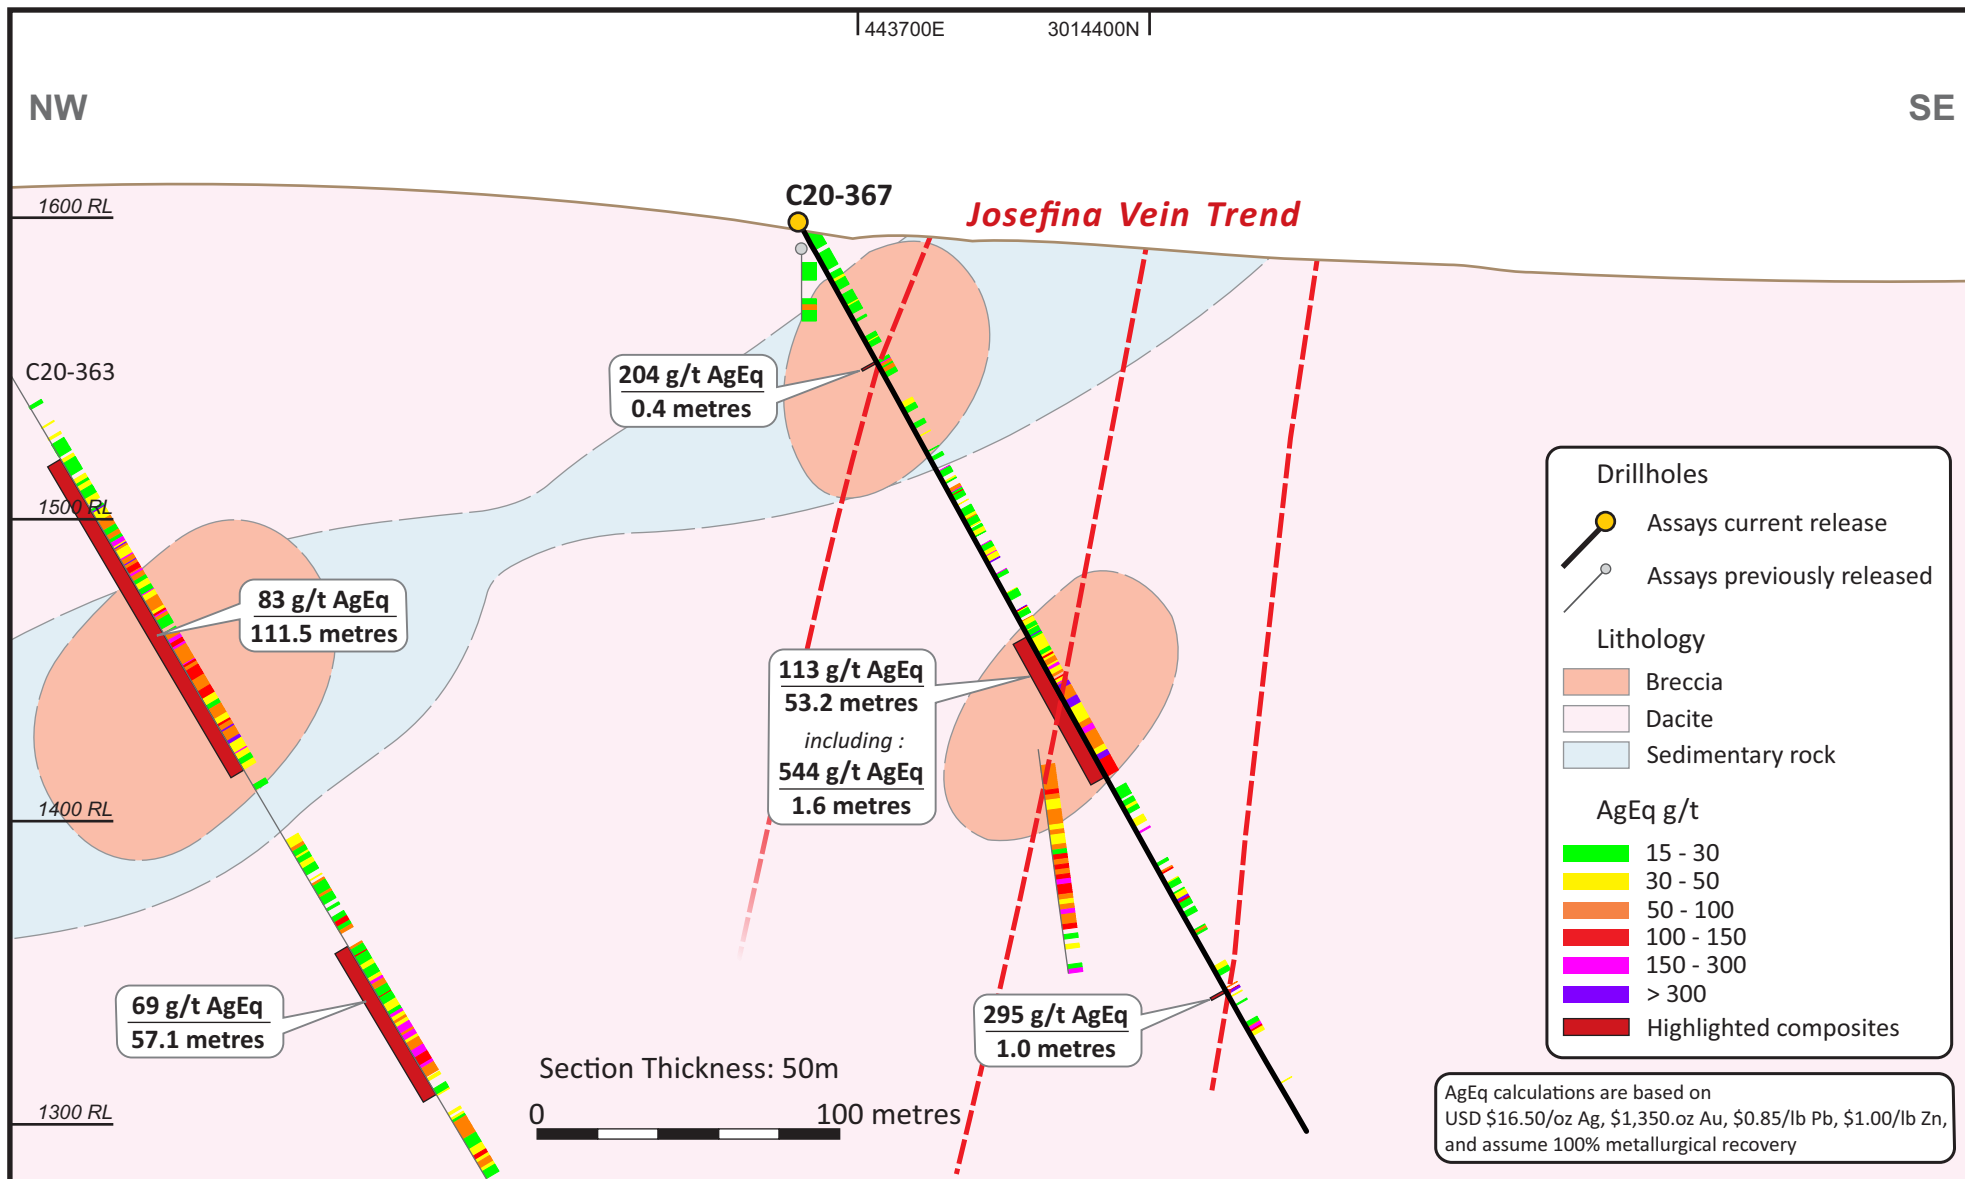 443700E
3014400N
NW
SE
C20-367
Josefina Vein Trend
1600 RL
C20-363
204 g/t AgEq
0.4 metres
1500 RL
83 g/t AgEq
111.5 metres
113 g/t AgEq
53.2 metres
including :
544 g/t AgEq
1.6 metres
1400 RL
69 g/t AgEq
57.1 metres
295 g/t AgEq
1.0 metres
1300 RL
Section Thickness: 50m
0
100 metres
Drillholes
Assays current release
Assays previously released
Lithology
Breccia
Dacite
Sedimentary rock
AgEq g/t
15 - 30
30 - 50
50 - 100
100 - 150
150 - 300
> 300
Highlighted composites
AgEq calculations are based on
USD $16.50/oz Ag, $1,350.oz Au, $0.85/lb Pb, $1.00/lb Zn,
and assume 100% metallurgical recovery